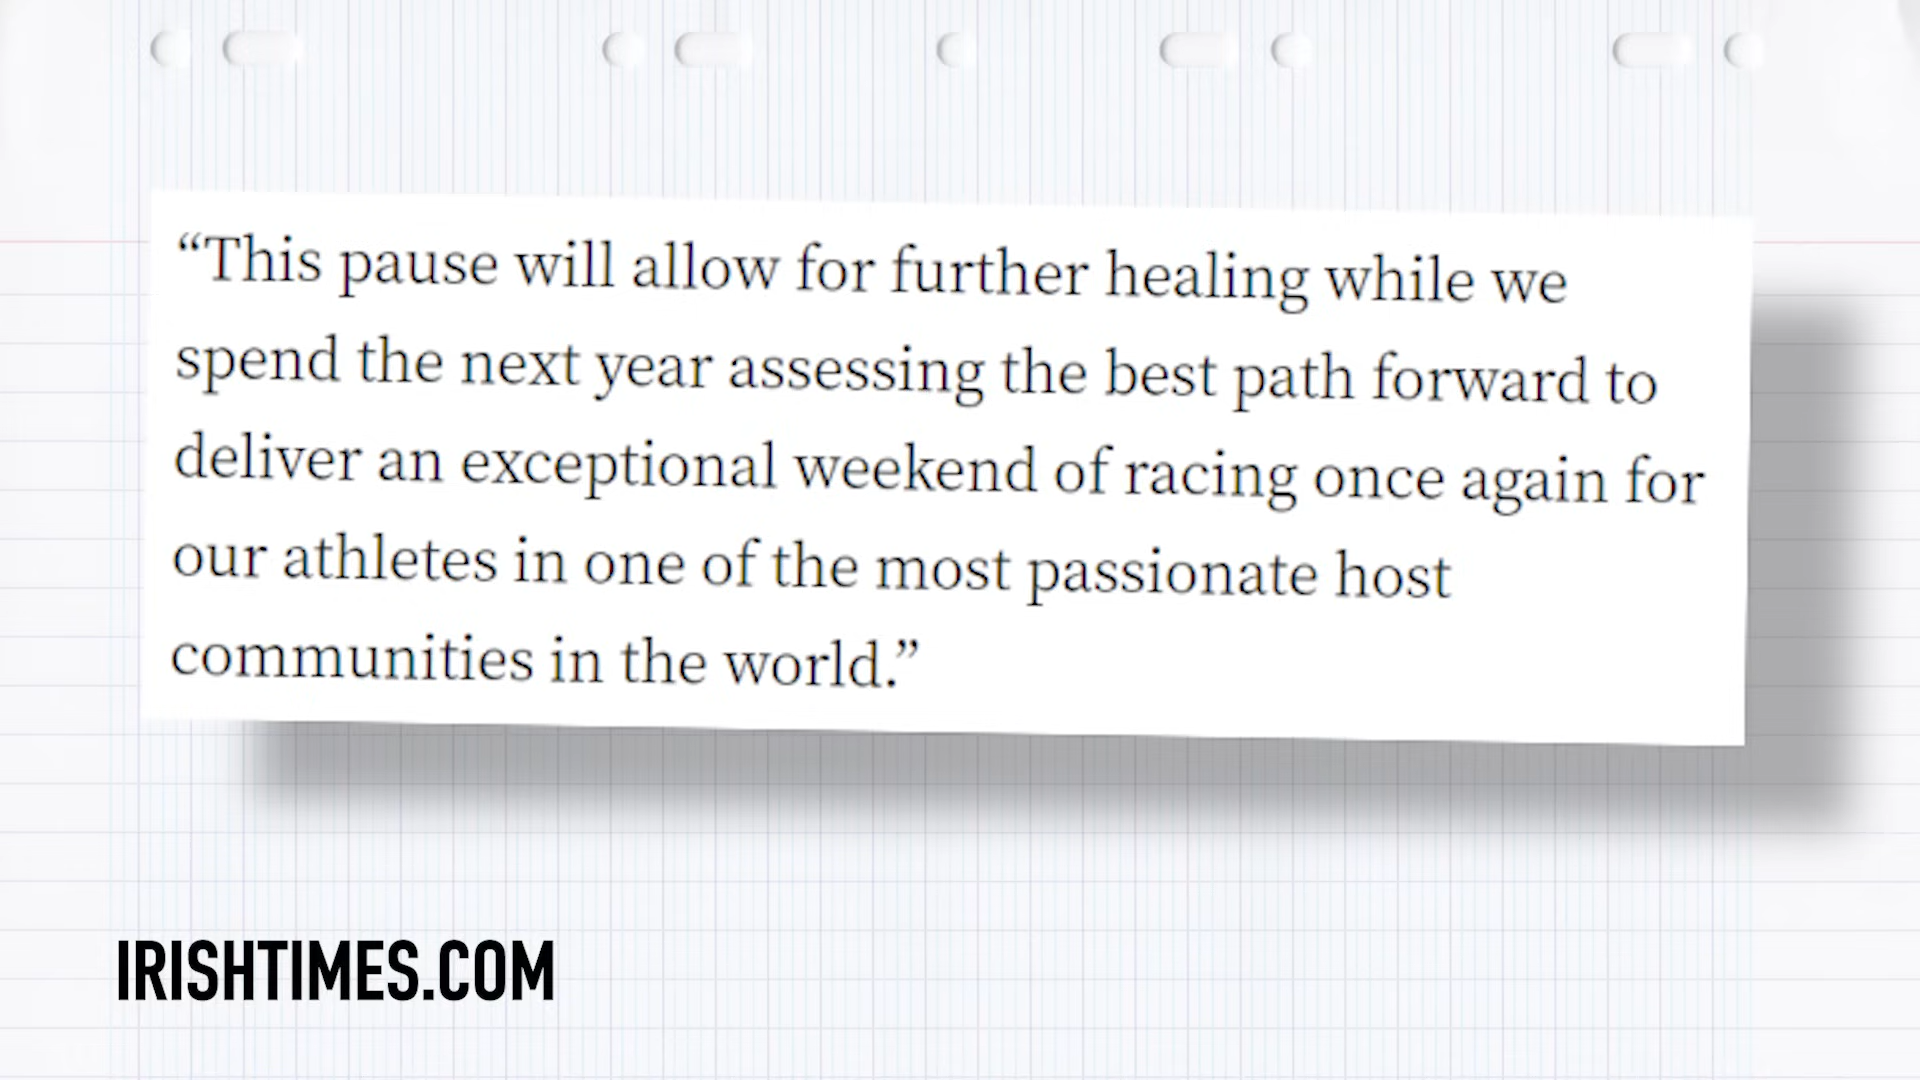 “This pause will allow for further healing while we
spend the next year assessing the best path forward to
deliver an exceptional weekend of racing once again for
our athletes in one of the most passionate host
communities in the world.”
IRISHTIMES.COM